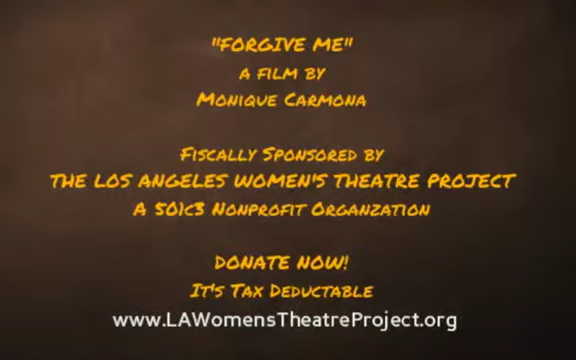 "FORGIVE ME"
A FILM BY
MONIQUE CARMONA
FISCALLY SPONSORED BY
THE LOS ANGELES WOMEN'S THEATRE PROJECT
A 501C3 NONPROFIT ORGANZATION
DONATE NOW!
IT'S TAX DEDUCTABLE
www.LAWomensTheatreProject.org